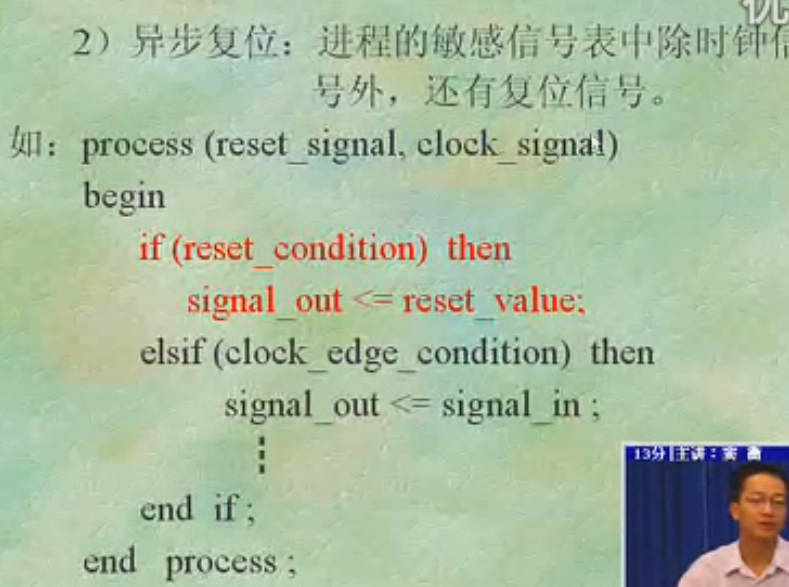 2）异步复位：进程的敏感信号表中除时钟信
号外，还有复位信号。
如：process (reset_signal, clock_signal)
begin
if (reset_condition) then
signal_out <= reset_value;
elsif (clock_edge_condition) then
signal_out <= signal_in ;
end if ;
end process ;
13分 主讲：